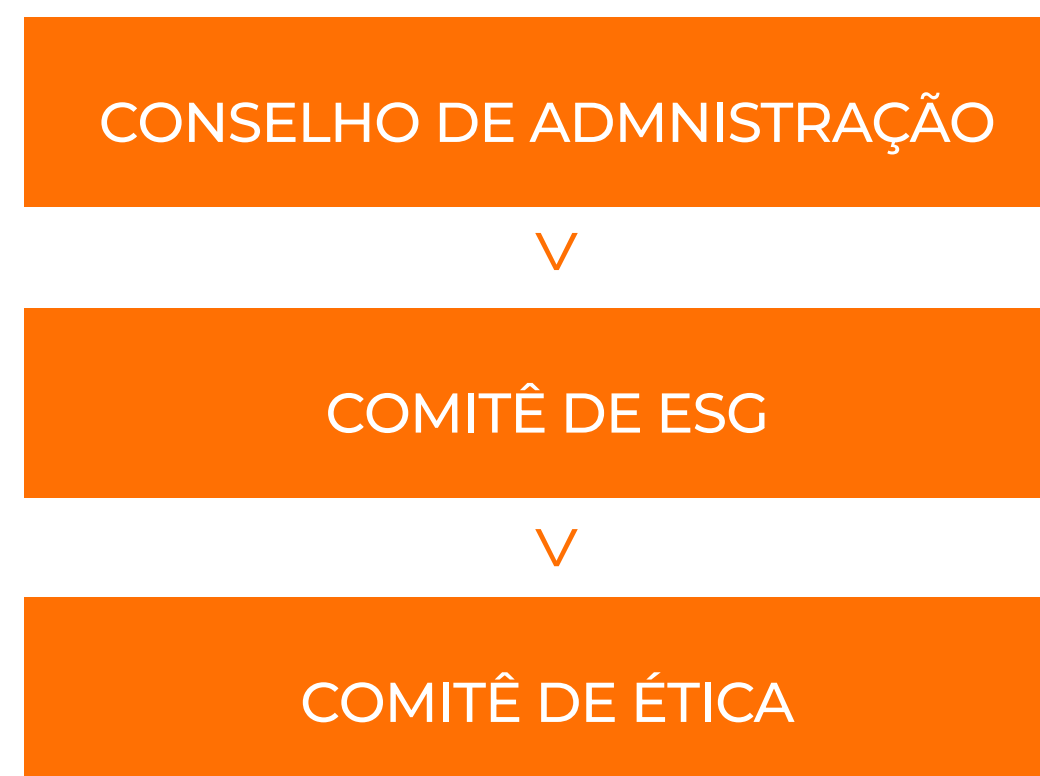 CONSELHO DE ADMNISTRAÇÃO
V
COMITÊ DE ESG
V
COMITÊ DE ÉTICA